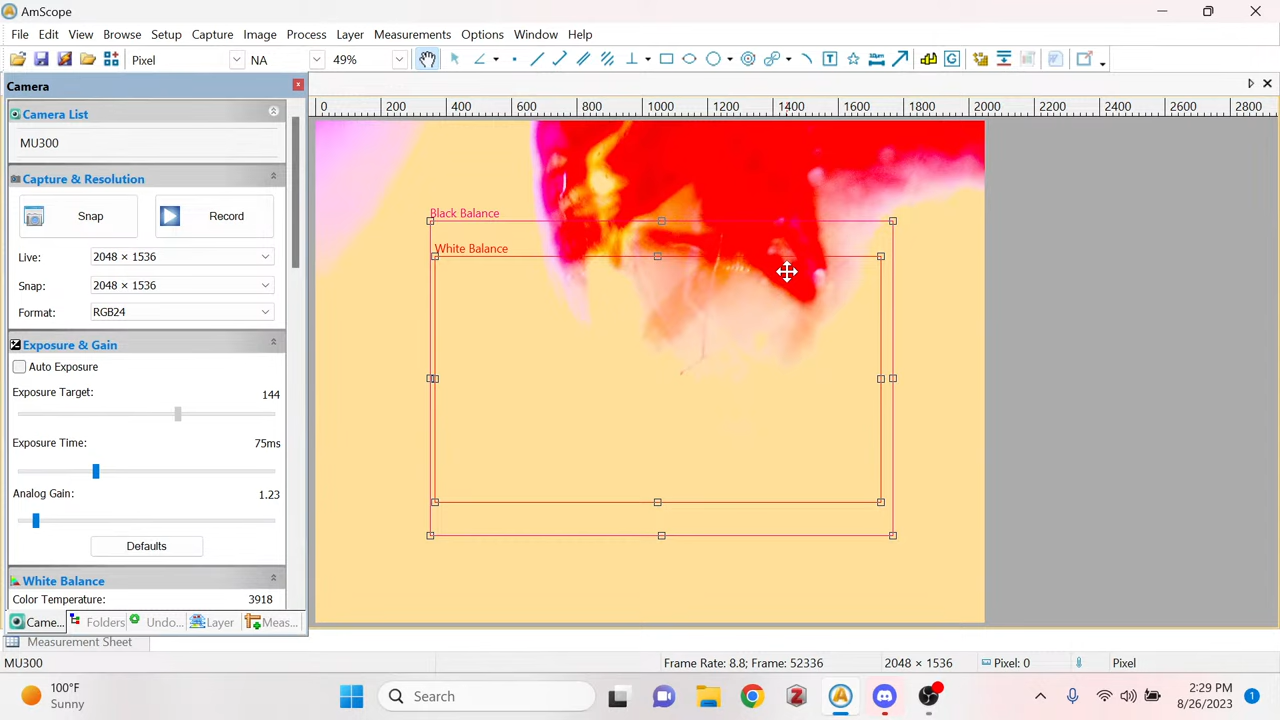 AmScope
File Edit View Browse Setup Capture Image Process Layer Measurements Options Window Help
Pixel NA 49%
Camera
0 200 400 600 800 1000 1200 1400 1600 1800 2000 2200 2400 2600 2800
Camera List
MU300
Capture & Resolution
Snap Record
Live: 2048 × 1536
Snap: 2048 × 1536
Format: RGB24
Exposure & Gain
Auto Exposure
Exposure Target: 144
Exposure Time: 75ms
Analog Gain: 1.23
Defaults
White Balance
Color Temperature: 3918
Black Balance
White Balance
Came... Folders Undo... Layer Meas...
Measurement Sheet
MU300 Frame Rate: 8.8; Frame: 52336 2048 × 1536 Pixel: 0 Pixel
100°F
Sunny
Search
2:29 PM
8/26/2023
1